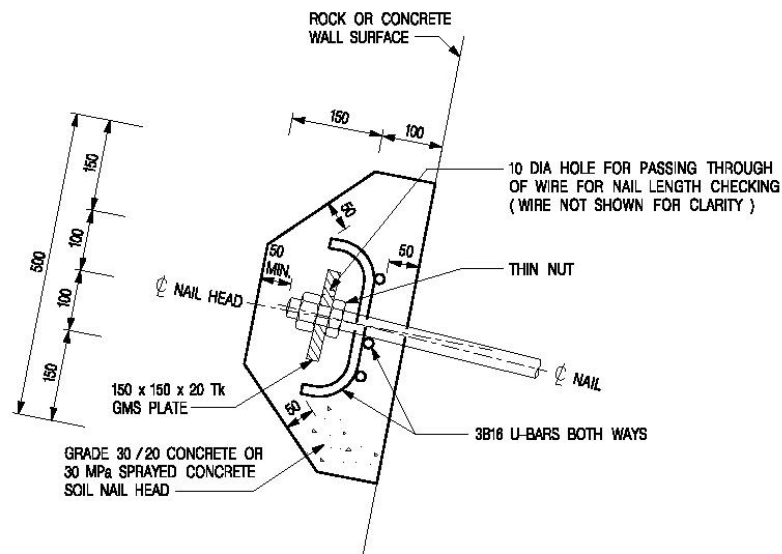 ROCK OR CONCRETE
WALL SURFACE
150
100
10 DIA HOLE FOR PASSING THROUGH
OF WIRE FOR NAIL LENGTH CHECKING
( WIRE NOT SHOWN FOR CLARITY )
150
50
100
50
50
MIN.
THIN NUT
500
℄ NAIL HEAD
100
150
150 x 150 x 20 Tk
GMS PLATE
℄ NAIL
50
3B16 U-BARS BOTH WAYS
GRADE 30 / 20 CONCRETE OR
30 MPa SPRAYED CONCRETE
SOIL NAIL HEAD